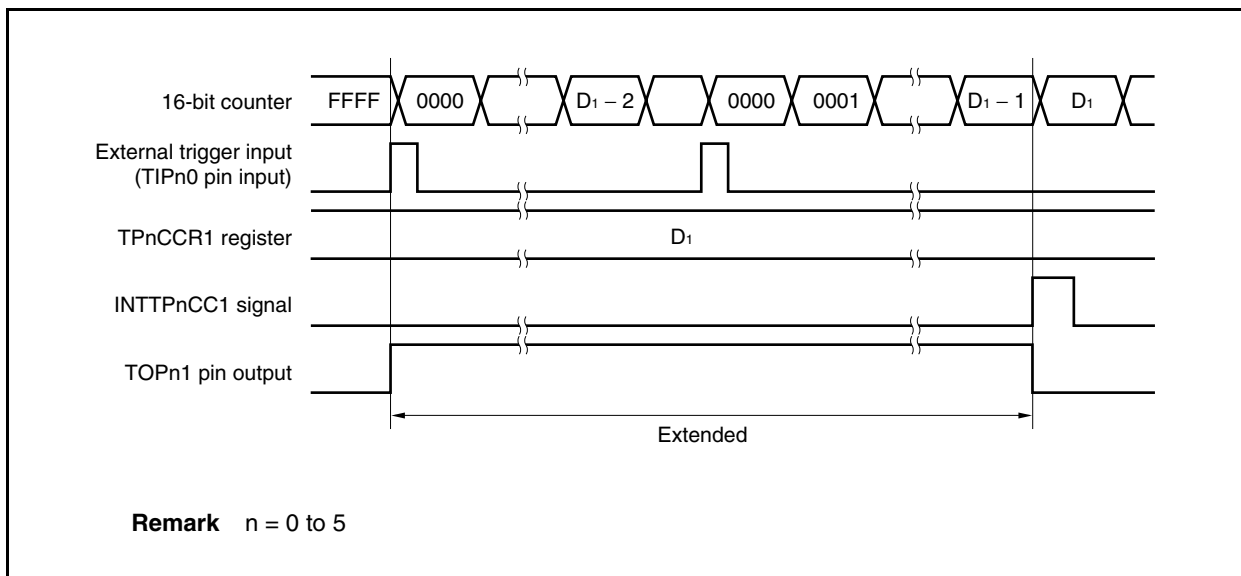 16-bit counter FFFF 0000 D₁ – 2 0000 0001 D₁ – 1 D₁
External trigger input
(TIPn0 pin input)
TPnCCR1 register D₁
INTTPnCC1 signal
TOPn1 pin output
Extended
Remark n = 0 to 5